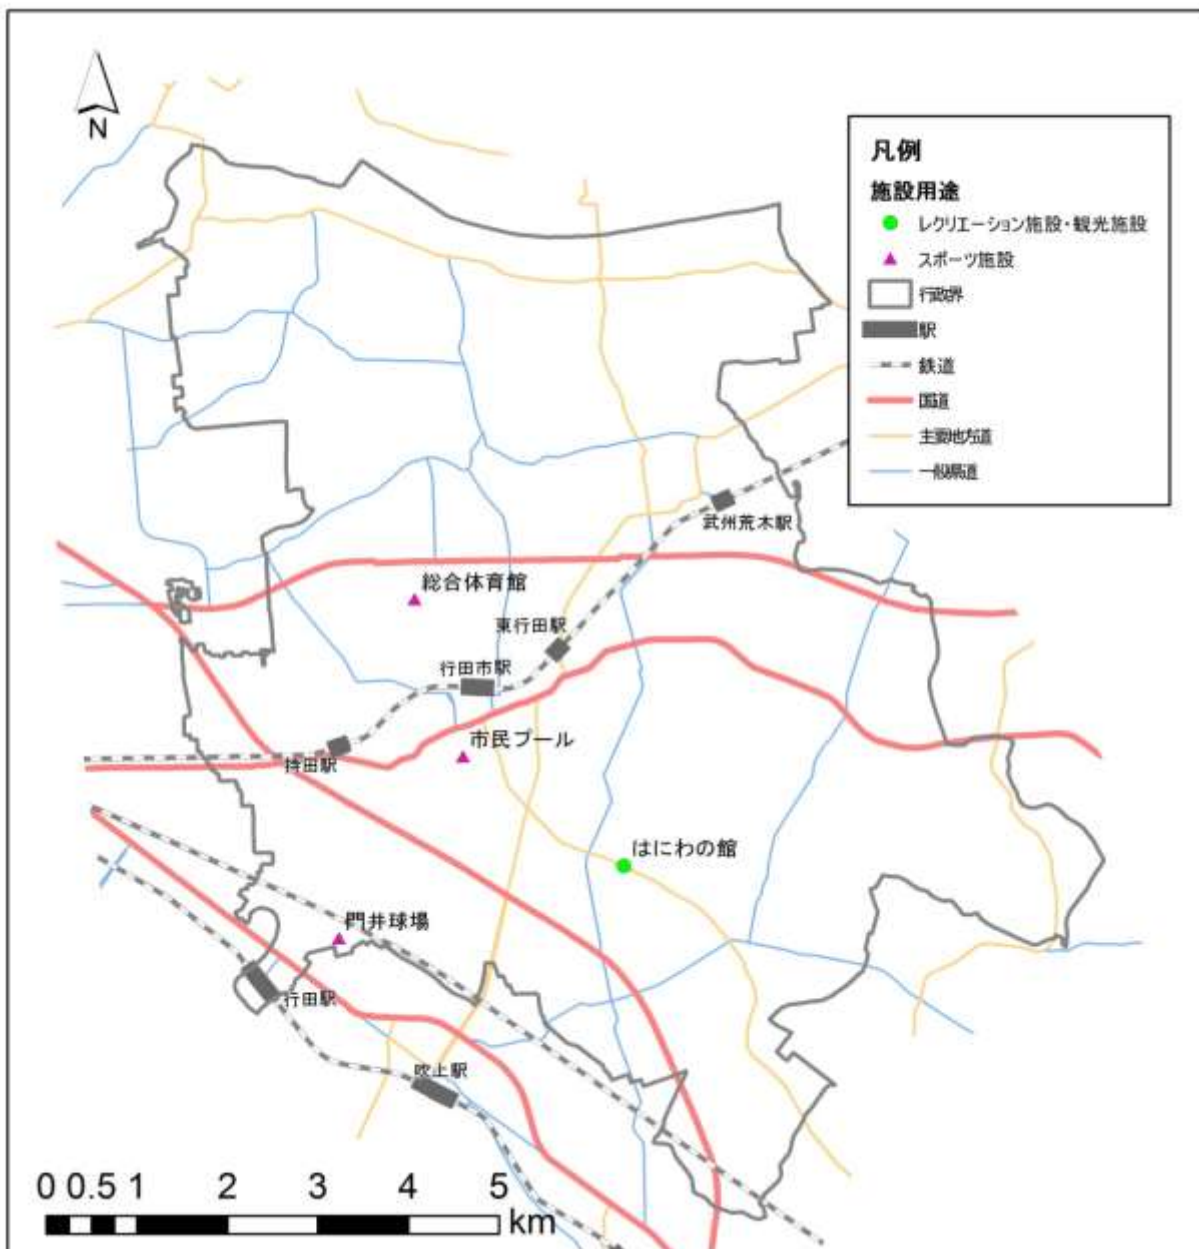 N
凡例
施設用途
レクリエーション施設・観光施設
スポーツ施設
行政界
駅
鉄道
国道
主要地方道
一般県道
武州荒木駅
総合体育館
東行田駅
行田市駅
市民プール
持田駅
はにわの館
門井球場
行田駅
吹上駅
0 0.5 1 2 3 4 5
km